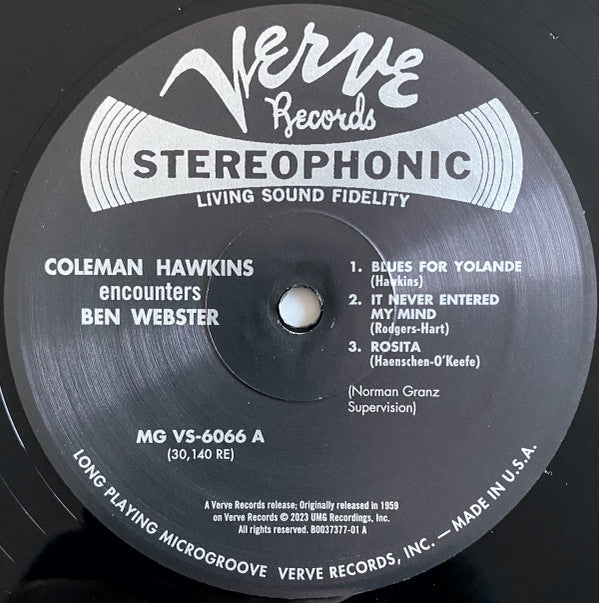 Verve
Records
STEREOPHONIC
LIVING SOUND FIDELITY
COLEMAN HAWKINS
encounters
BEN WEBSTER
1. BLUES FOR YOLANDE
(Hawkins)
2. IT NEVER ENTERED
MY MIND
(Rodgers-Hart)
3. ROSITA
(Haenschen-O'Keefe)
(Norman Granz
Supervision)
MG VS-6066 A
(30,140 RE)
A Verve Records release; Originally released in 1959
on Verve Records © 2023 UMG Recordings, Inc.
All rights reserved. B0037377-01 A
LONG PLAYING MICROGROOVE VERVE RECORDS, INC. — MADE IN U.S.A.